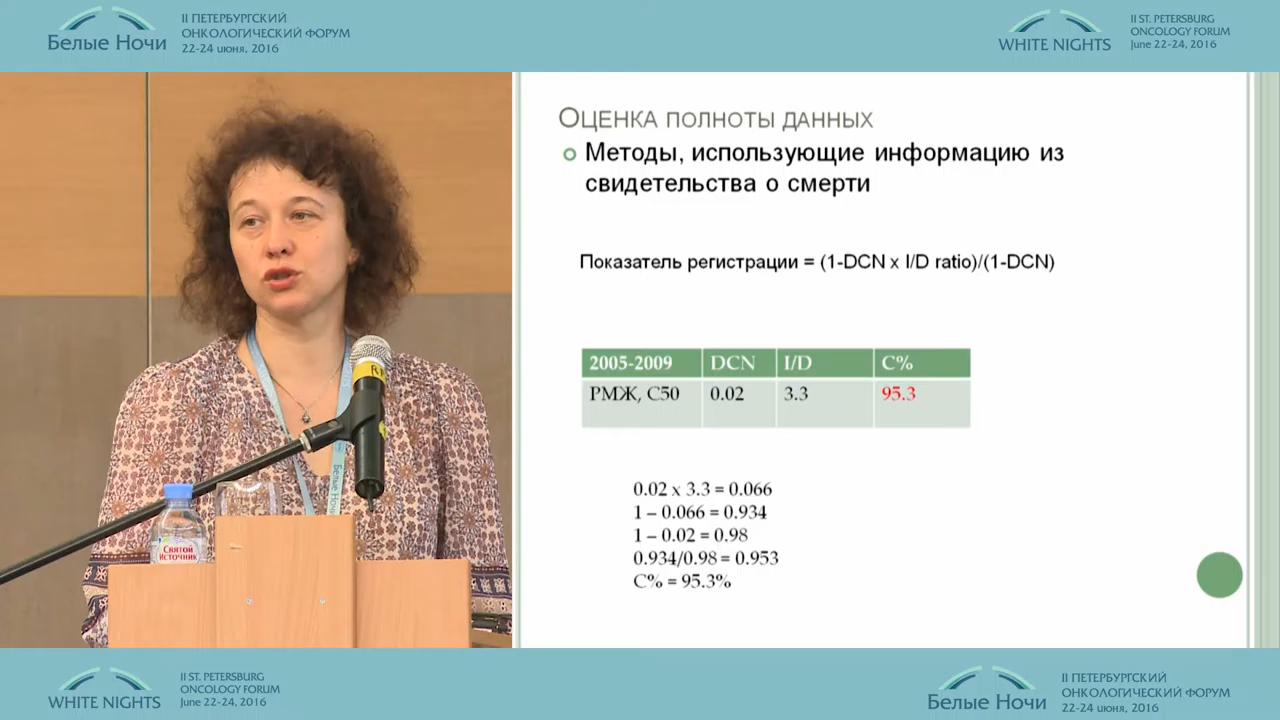 II ПЕТЕРБУРГСКИЙ
ОНКОЛОГИЧЕСКИЙ ФОРУМ
Белые Ночи
22-24 июня, 2016
II ST. PETERSBURG
ONCOLOGY FORUM
WHITE NIGHTS
June 22-24, 2016
Оценка полноты данных
Методы, использующие информацию из
свидетельства о смерти
Показатель регистрации = (1-DCN x I/D ratio)/(1-DCN)
2005-2009 DCN I/D C%
РМЖ, С50 0.02 3.3 95.3
0.02 x 3.3 = 0.066
1 – 0.066 = 0.934
1 – 0.02 = 0.98
0.934/0.98 = 0.953
C% = 95.3%
Белые Ночи
Святой
Источник
II ST. PETERSBURG
ONCOLOGY FORUM
WHITE NIGHTS
June 22-24, 2016
II ПЕТЕРБУРГСКИЙ
ОНКОЛОГИЧЕСКИЙ ФОРУМ
Белые Ночи
22-24 июня, 2016